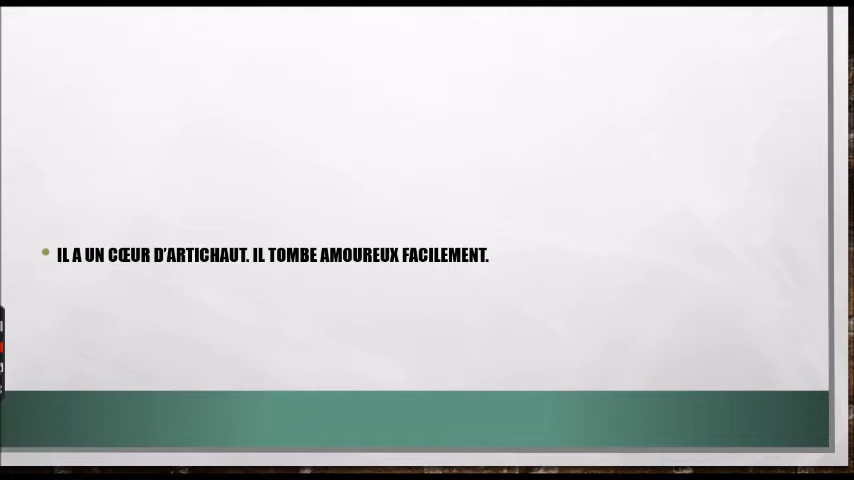 IL A UN CŒUR D'ARTICHAUT. IL TOMBE AMOUREUX FACILEMENT.